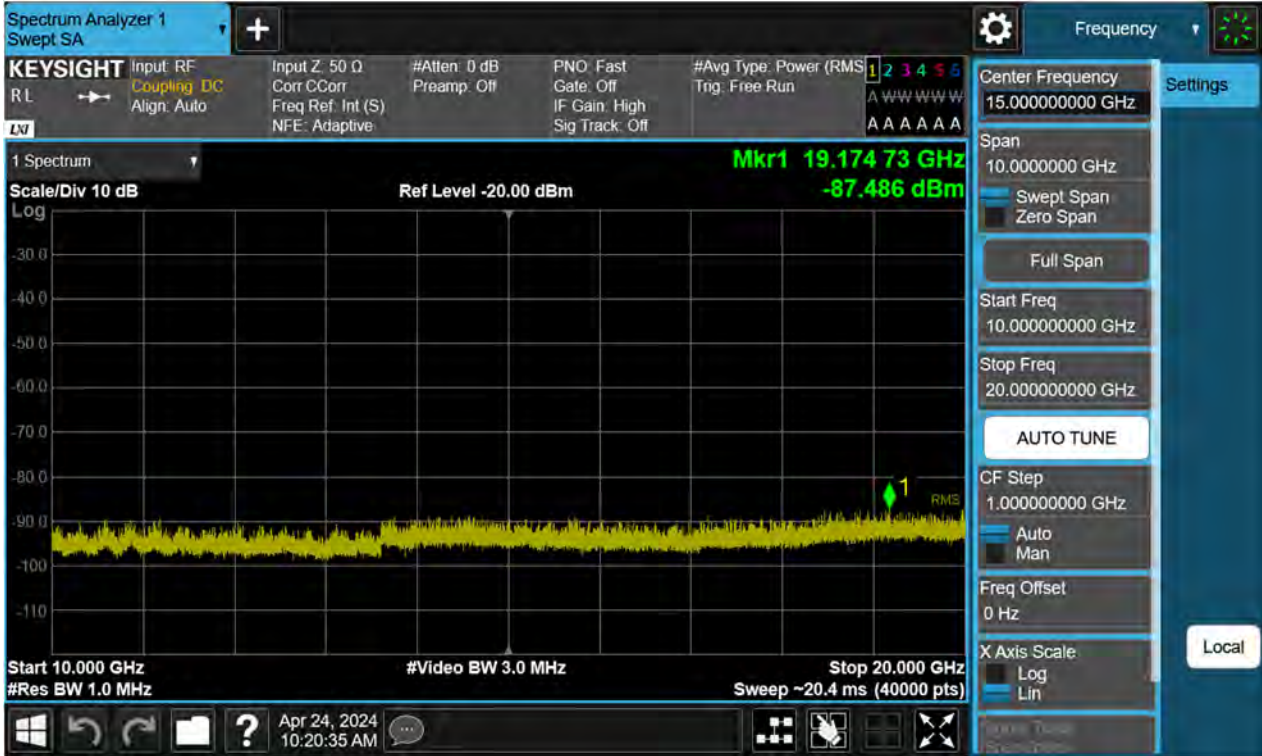 Spectrum Analyzer 1
Swept SA
+
Frequency
KEYSIGHT
R L
LXI
Input: RF
Coupling: DC
Align: Auto
Input Z: 50 Ω
Corr CCorr
Freq Ref: Int (S)
NFE: Adaptive
#Atten: 0 dB
Preamp: Off
PNO: Fast
Gate: Off
IF Gain: High
Sig Track: Off
#Avg Type: Power (RMS
Trig: Free Run
1 2 3 4 5 6
A W W W W W
A A A A A A
1 Spectrum
Scale/Div 10 dB
Ref Level -20.00 dBm
Mkr1 19.174 73 GHz
-87.486 dBm
Log
-30.0
-40.0
-50.0
-60.0
-70.0
-80.0
-90.0
-100
-110
1
RMS
Start 10.000 GHz
#Video BW 3.0 MHz
Stop 20.000 GHz
#Res BW 1.0 MHz
Sweep ~20.4 ms (40000 pts)
Center Frequency
15.000000000 GHz
Settings
Span
10.0000000 GHz
Swept Span
Zero Span
Full Span
Start Freq
10.000000000 GHz
Stop Freq
20.000000000 GHz
AUTO TUNE
CF Step
1.000000000 GHz
Auto
Man
Freq Offset
0 Hz
X Axis Scale
Log
Lin
Local
?
Apr 24, 2024
10:20:35 AM